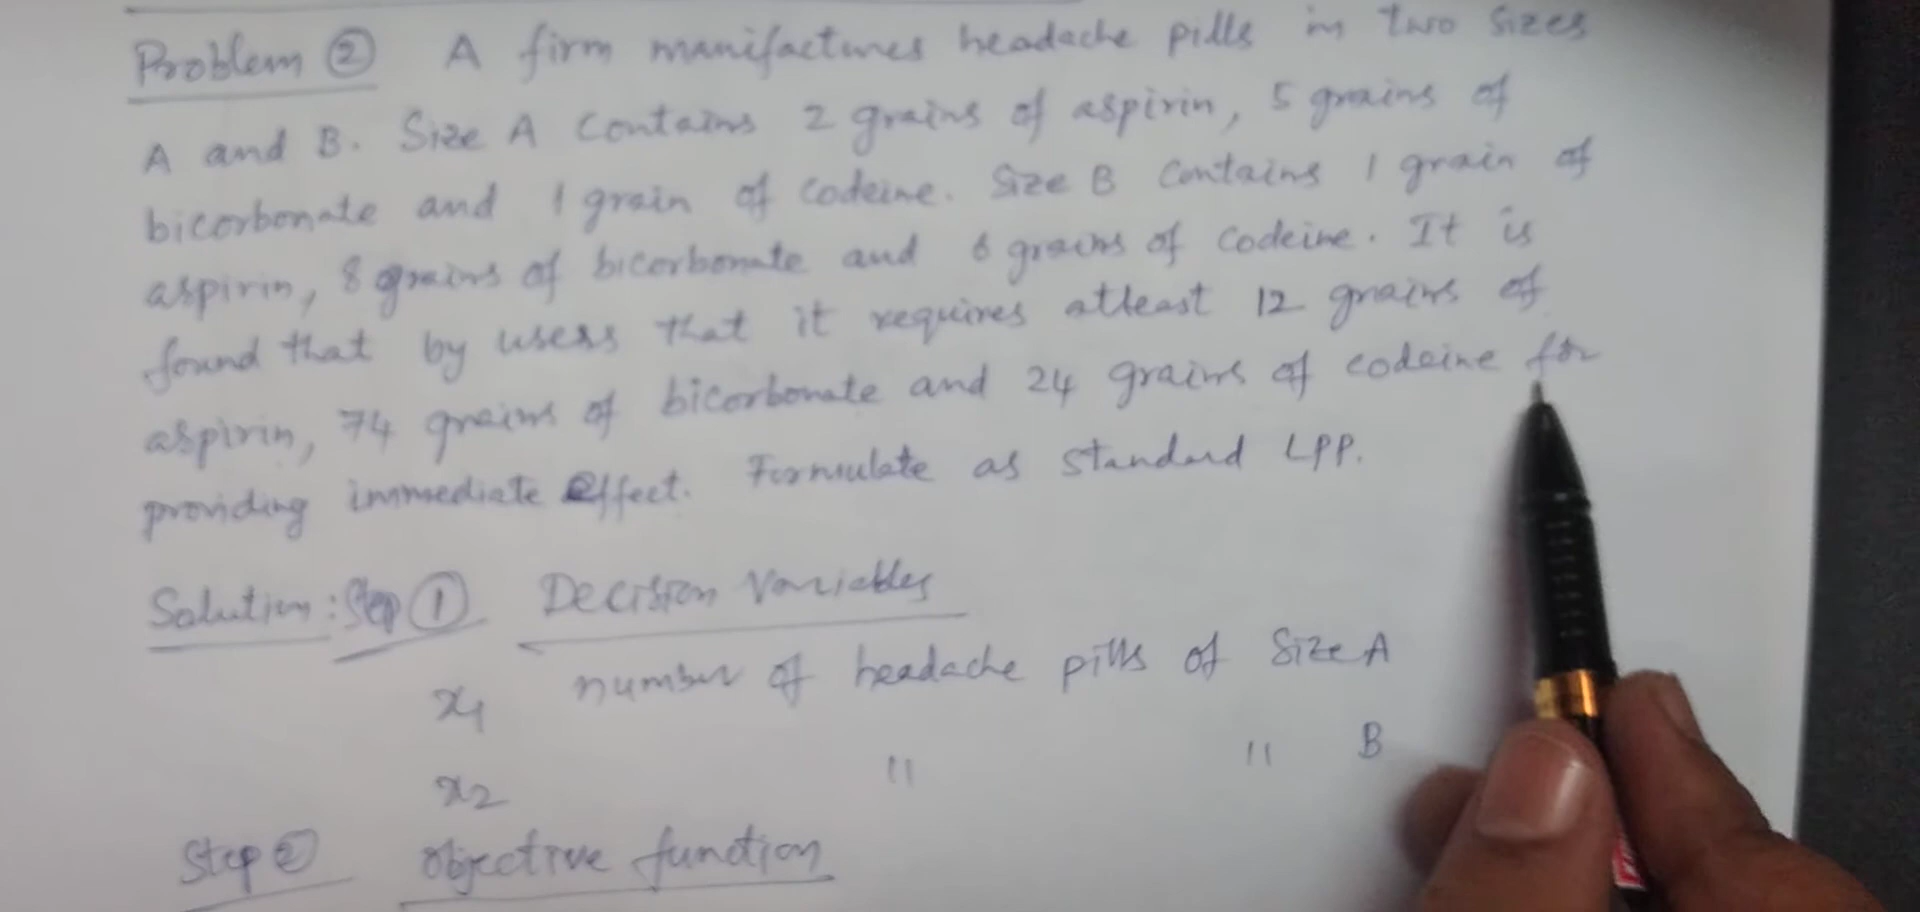 Problem ② A firm manifactures headache pills in two sizes
A and B. Size A contains 2 grains of aspirin, 5 grains of
bicorbonate and 1 grain of codeine. Size B contains 1 grain of
aspirin, 8 grains of bicorbonate and 6 grains of codeine. It is
found that by users that it requires atleast 12 grains of
aspirin, 74 grains of bicorbonate and 24 grains of codeine for
providing immediate effect. Formulate as standard LPP.
Solution: Step ① Decision Variables
x1 number of headache pills of Size A
x2 " " B
Step ② objective function